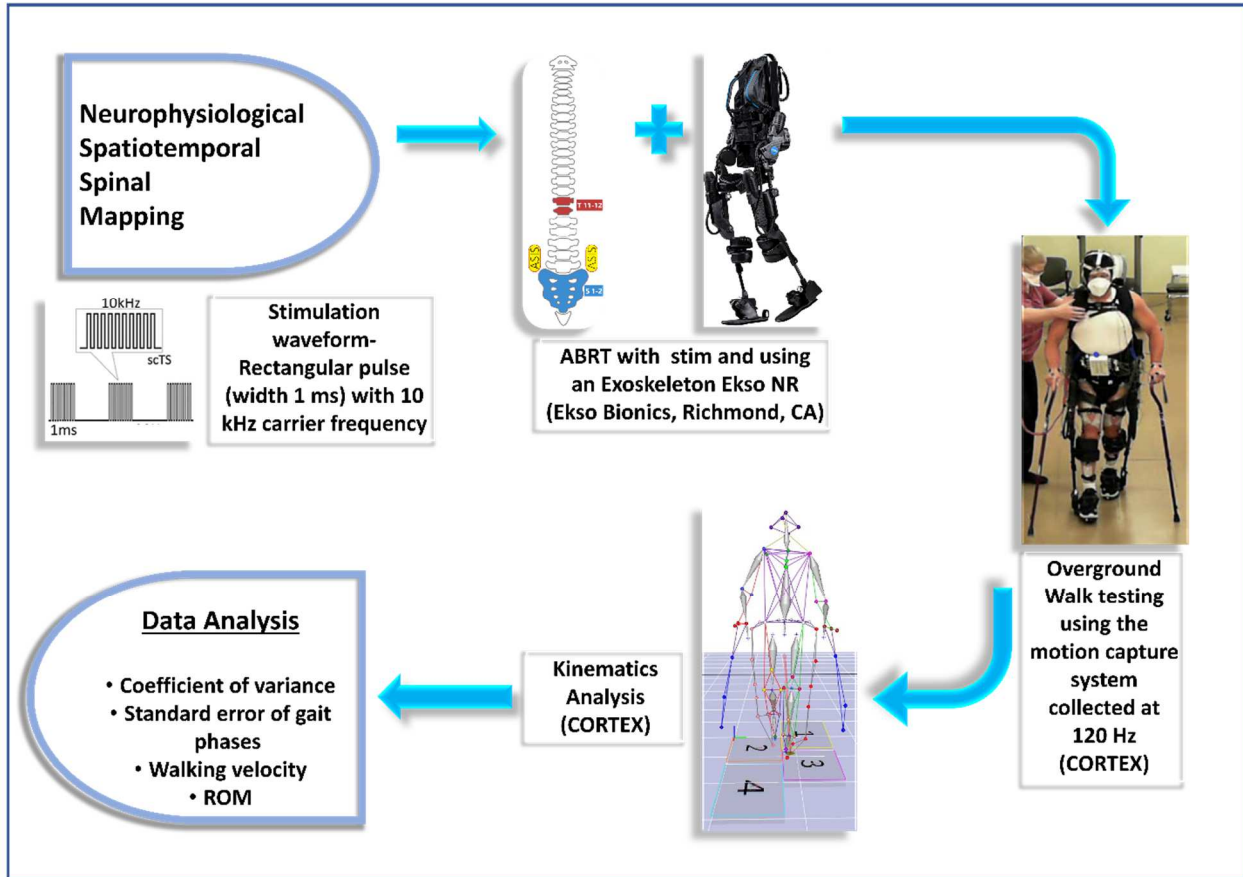 Neurophysiological
Spatiotemporal
Spinal
Mapping
10kHz
scTS
1ms
Stimulation
waveform-
Rectangular pulse
(width 1 ms) with 10
kHz carrier frequency
T 11-12
ASIS
ASIS
S 1-2
ABRT with stim and using
an Exoskeleton Ekso NR
(Ekso Bionics, Richmond, CA)
Overground
Walk testing
using the
motion capture
system
collected at
120 Hz
(CORTEX)
1
2
3
4
Kinematics
Analysis
(CORTEX)
Data Analysis
• Coefficient of variance
• Standard error of gait
phases
• Walking velocity
• ROM